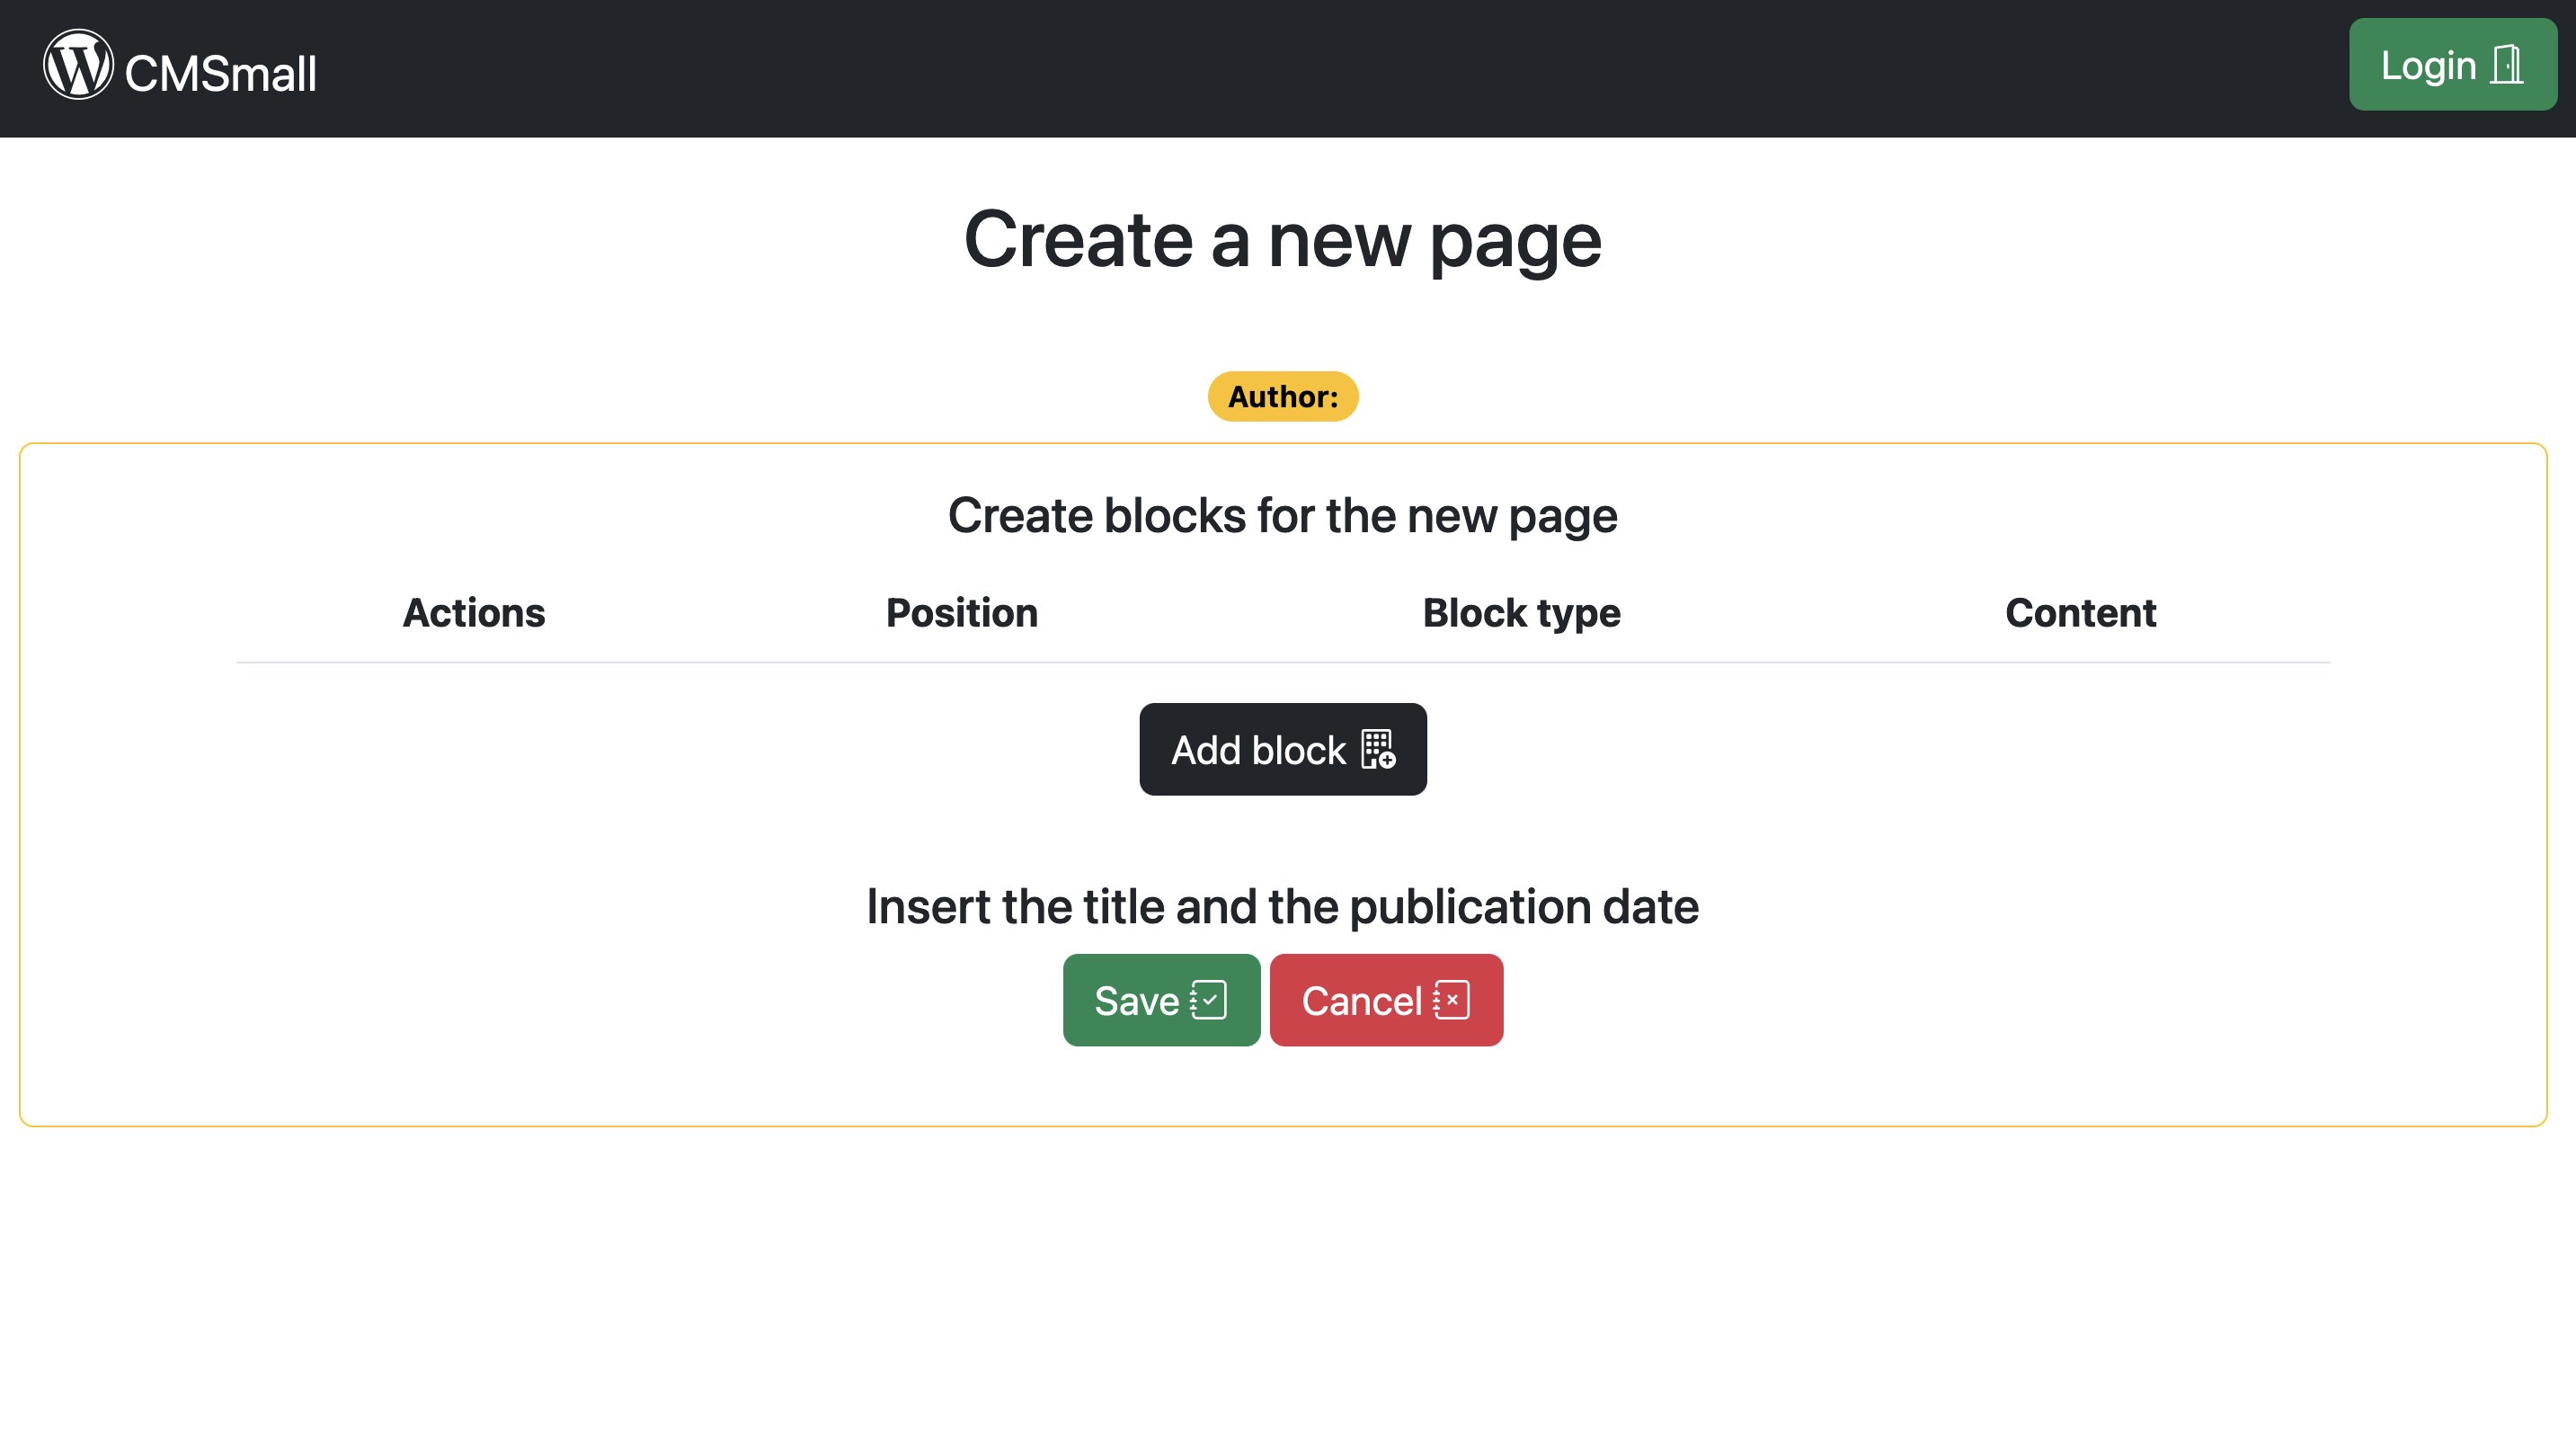 CMSmall
Login
Create a new page
Author:
Create blocks for the new page
Actions Position Block type Content
Add block
Insert the title and the publication date
Save Cancel